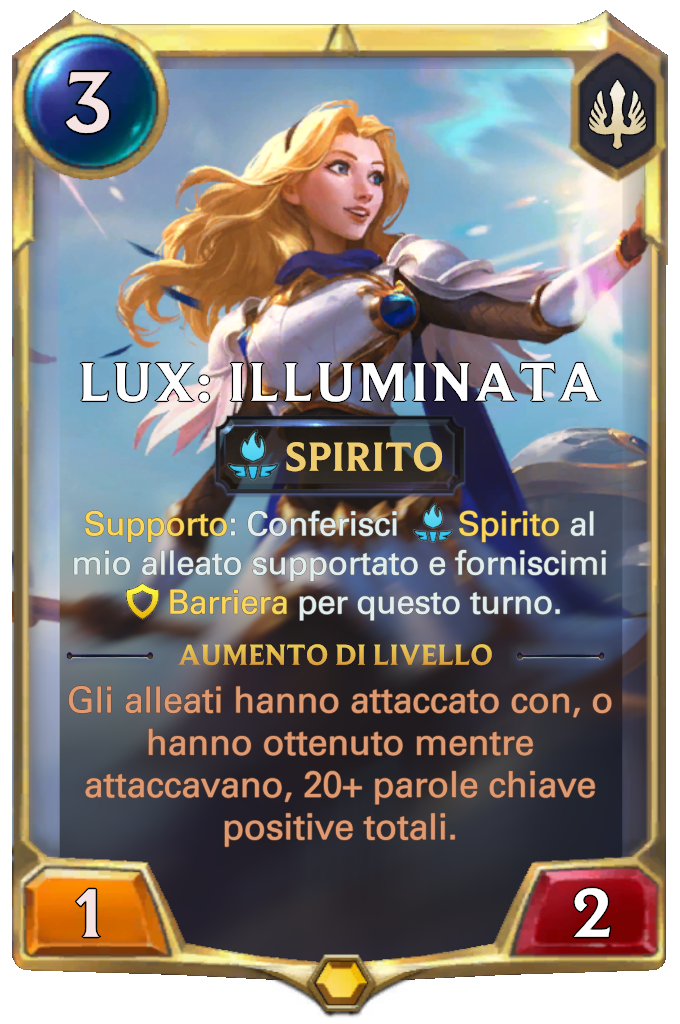 3
LUX: ILLUMINATA
SPIRITO
Supporto: Conferisci Spirito al
mio alleato supportato e forniscimi
Barriera per questo turno.
AUMENTO DI LIVELLO
Gli alleati hanno attaccato con, o
hanno ottenuto mentre
attaccavano, 20+ parole chiave
positive totali.
1
2